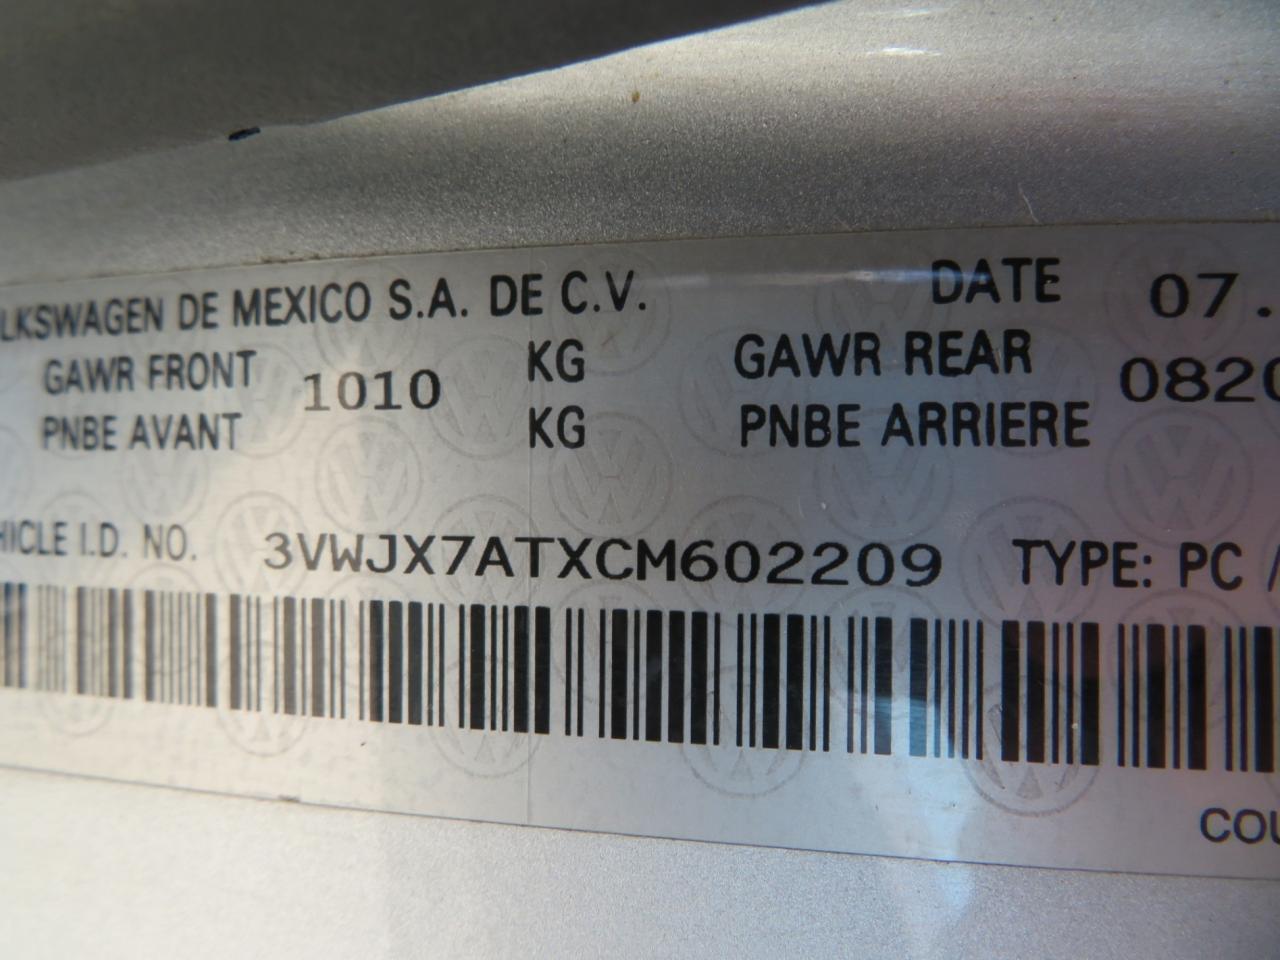 LKSWAGEN DE MEXICO S.A. DE C.V. DATE 07.
GAWR FRONT 1010 KG GAWR REAR 082
PNBE AVANT KG PNBE ARRIERE
HICLE I.D. NO. 3VWJX7ATXCM602209 TYPE: PC /
COU